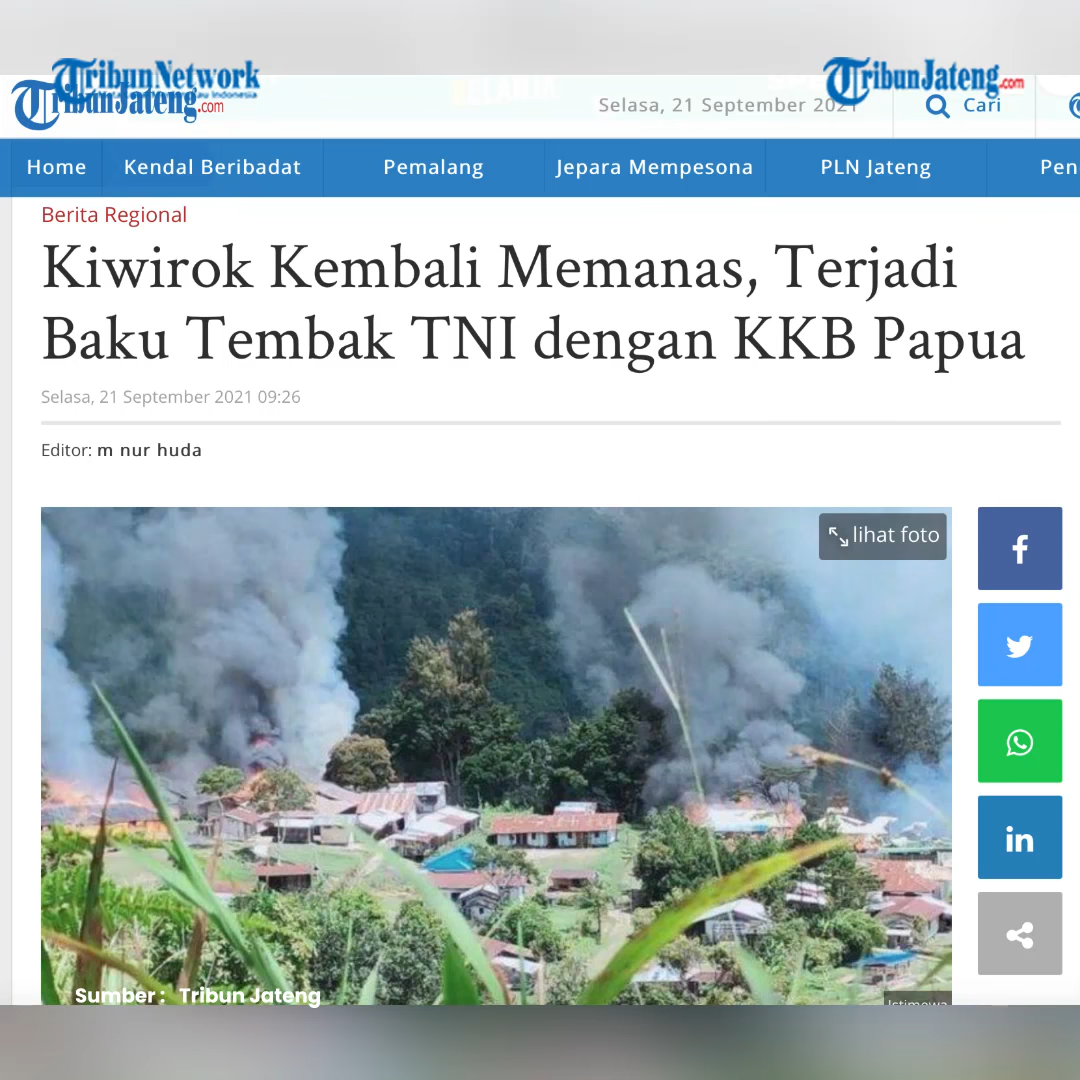 TribunNetwork
TribunJateng.com
TribunJateng.com
Selasa, 21 September 2021
Cari
Home
Kendal Beribadat
Pemalang
Jepara Mempesona
PLN Jateng
Pen
Berita Regional
Kiwirok Kembali Memanas, Terjadi
Baku Tembak TNI dengan KKB Papua
Selasa, 21 September 2021 09:26
Editor: m nur huda
lihat foto
Sumber : Tribun Jateng
Istimewa